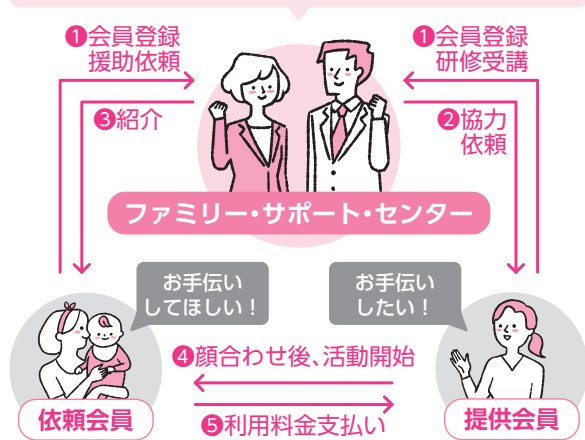 ❶会員登録
援助依頼
❶会員登録
研修受講
❸紹介
❷協力
依頼
ファミリー・サポート・センター
お手伝い
してほしい！
お手伝い
したい！
❹顔合わせ後、活動開始
依頼会員
❺利用料金支払い
提供会員